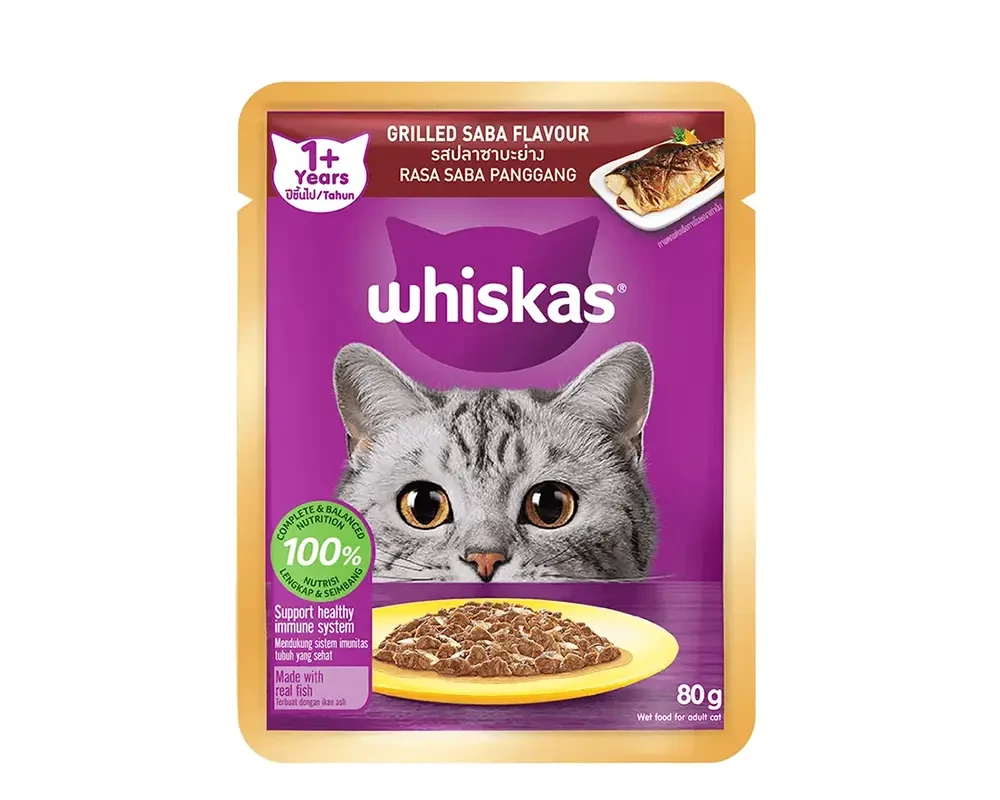 GRILLED SABA FLAVOUR
รสปลาซาบะย่าง
RASA SABA PANGGANG
1+
Years
ปีขึ้นไป/Tahun
whiskas®
COMPLETE & BALANCED
NUTRITION
100%
NUTRISI
LENGKAP & SEIMBANG
Support healthy
immune system
Mendukung sistem imunitas
tubuh yang sehat
Made with
real fish
Terbuat dengan ikan asli
80g
Wet food for adult cat